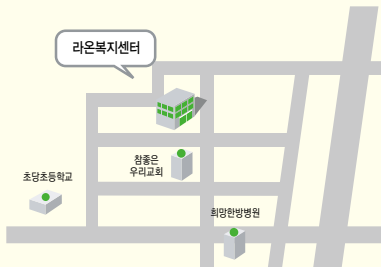 라온복지센터
참좋은
우리교회
초당초등학교
희망한방병원